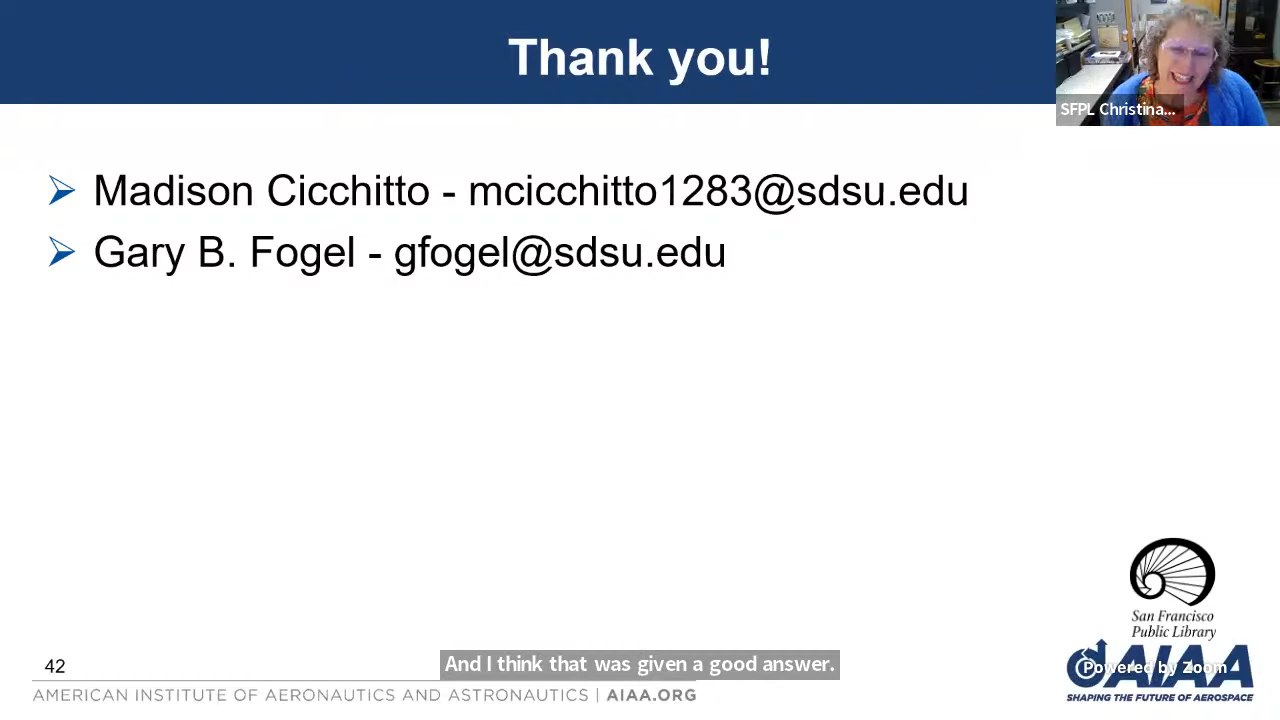 Thank you!
SFPL Christina...
Madison Cicchitto - mcicchitto1283@sdsu.edu
Gary B. Fogel - gfogel@sdsu.edu
San Francisco
Public Library
And I think that was given a good answer.
42
Powered by Zoom
AIAA
SHAPING THE FUTURE OF AEROSPACE
AMERICAN INSTITUTE OF AERONAUTICS AND ASTRONAUTICS | AIAA.ORG